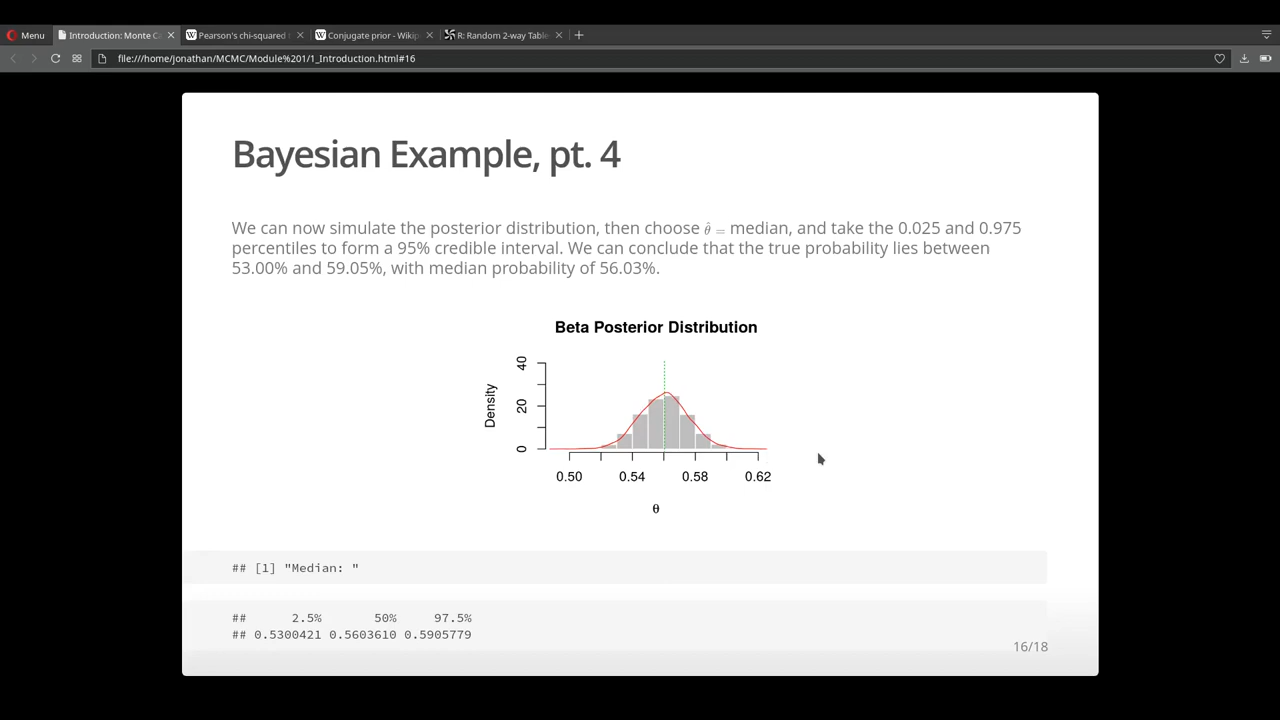 Menu
Introduction: Monte C
Pearson's chi-squared
Conjugate prior - Wikip
R: Random 2-way Table
file:///home/jonathan/MCMC/Module%201/1_Introduction.html#16
Bayesian Example, pt. 4
We can now simulate the posterior distribution, then choose θ̂ = median, and take the 0.025 and 0.975
percentiles to form a 95% credible interval. We can conclude that the true probability lies between
53.00% and 59.05%, with median probability of 56.03%.
Beta Posterior Distribution
Density
40
20
0
0.50 0.54 0.58 0.62
θ
## [1] "Median: "
## 2.5% 50% 97.5%
## 0.5300421 0.5603610 0.5905779
16/18